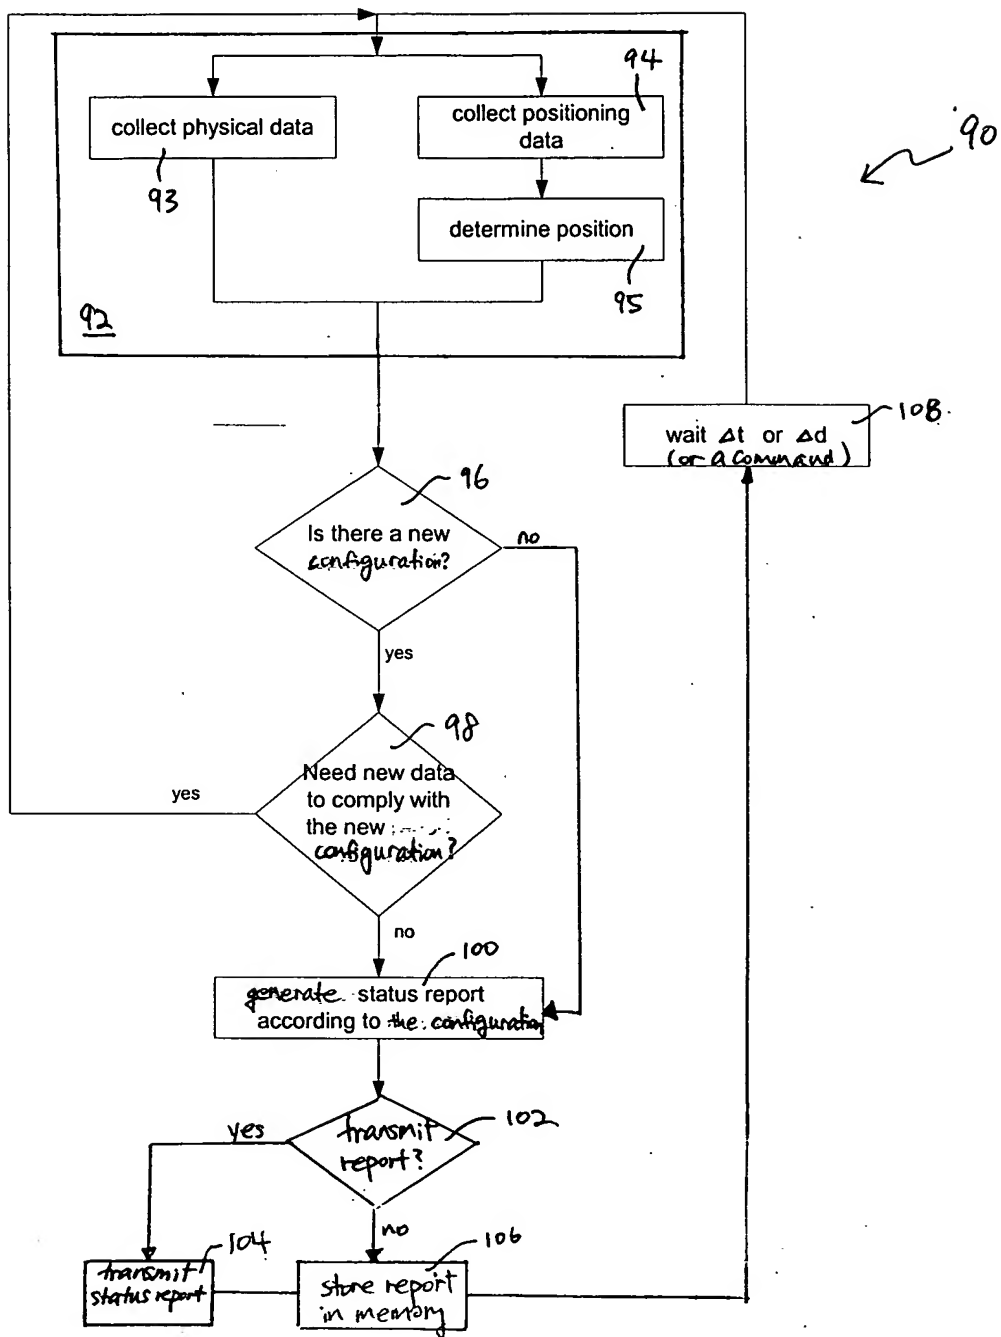 94
collect physical data
collect positioning
data
90
93
determine position
95
92
108
wait Δt or Δd
(or a command)
96
Is there a new
configuration?
no
yes
98
Need new data
to comply with
the new
configuration?
yes
no
100
generate status report
according to the configuration
102
yes
transmit
report?
no
104
106
transmit
status report
store report
in memory